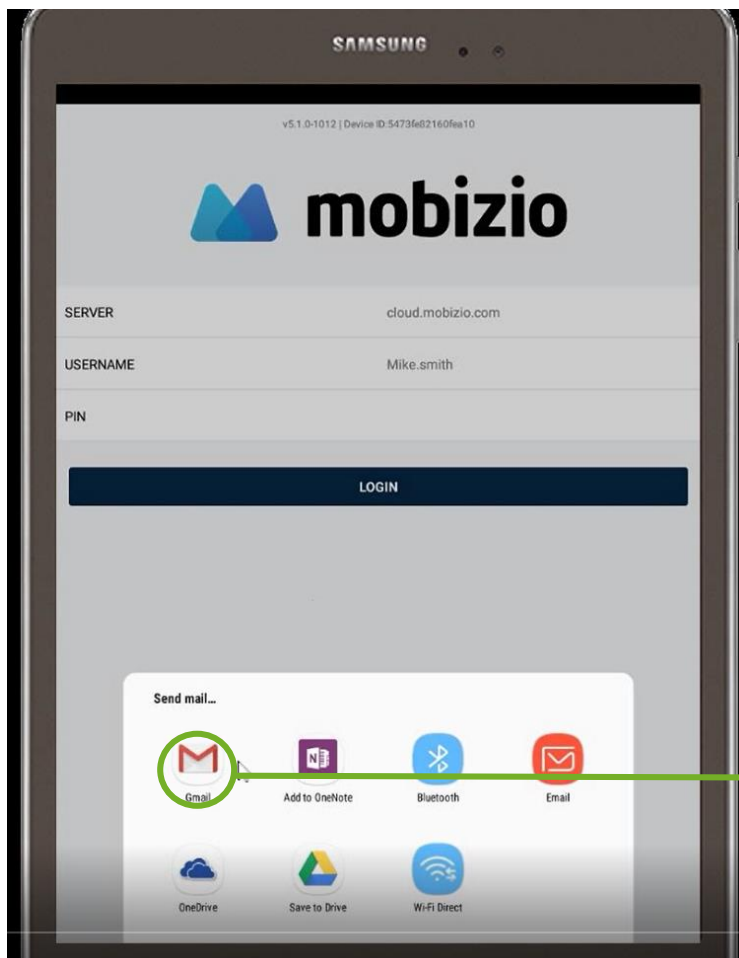 SAMSUNG
v5.1.0-1012 | Device ID:5473fe82160fea10
mobizio
SERVER cloud.mobizio.com
USERNAME Mike.smith
PIN
LOGIN
Send mail...
Gmail Add to OneNote Bluetooth Email
OneDrive Save to Drive Wi-Fi Direct